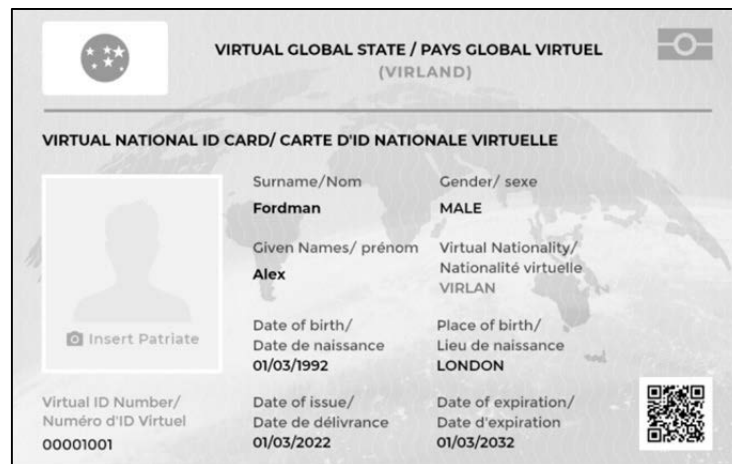 VIRTUAL GLOBAL STATE / PAYS GLOBAL VIRTUEL
(VIRLAND)
VIRTUAL NATIONAL ID CARD/ CARTE D'ID NATIONALE VIRTUELLE
Surname/Nom
Fordman
Gender/ sexe
MALE
Given Names/ prénom
Alex
Virtual Nationality/
Nationalité virtuelle
VIRLAN
Insert Patriate
Date of birth/
Date de naissance
01/03/1992
Place of birth/
Lieu de naissance
LONDON
Virtual ID Number/
Numéro d'ID Virtuel
00001001
Date of issue/
Date de délivrance
01/03/2022
Date of expiration/
Date d'expiration
01/03/2032